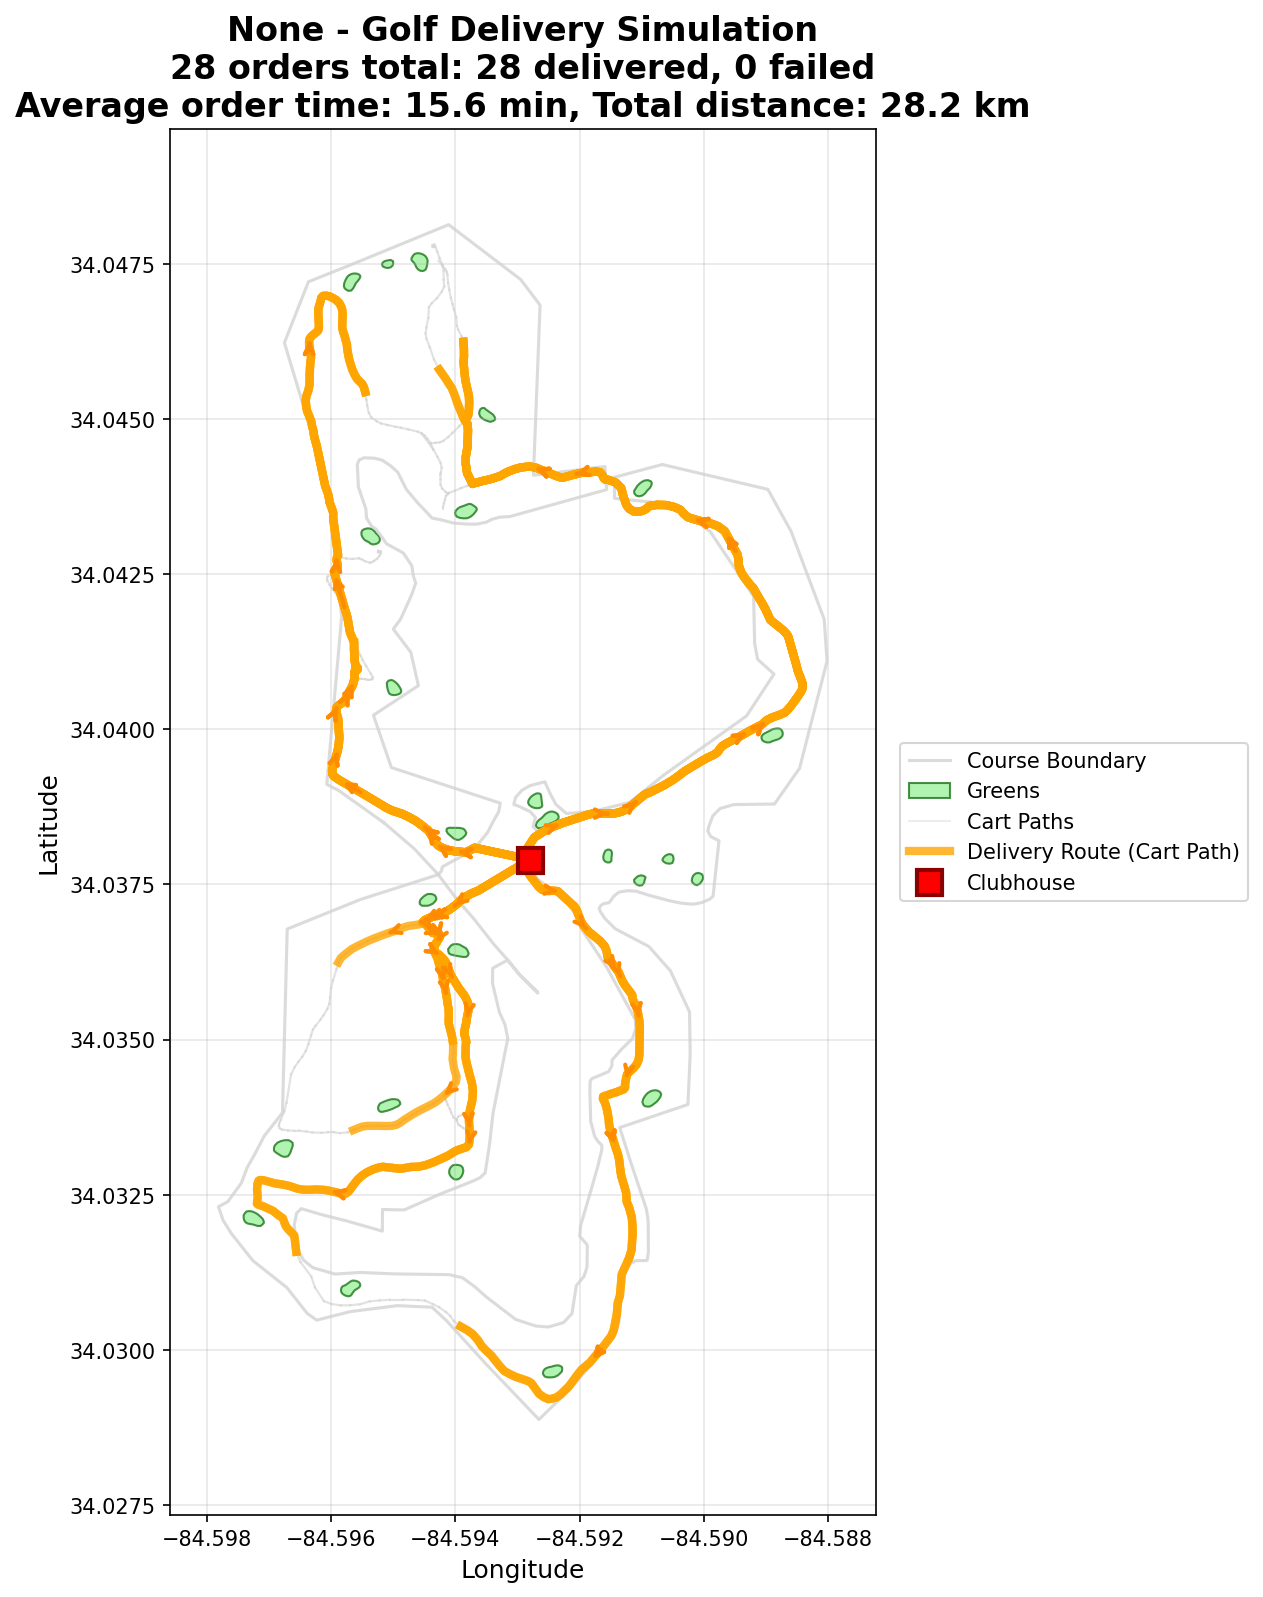 None - Golf Delivery Simulation
28 orders total: 28 delivered, 0 failed
Average order time: 15.6 min, Total distance: 28.2 km
34.0475
34.0450
34.0425
34.0400
34.0375
34.0350
34.0325
34.0300
34.0275
Latitude
−84.598
−84.596
−84.594
−84.592
−84.590
−84.588
Longitude
Course Boundary
Greens
Cart Paths
Delivery Route (Cart Path)
Clubhouse